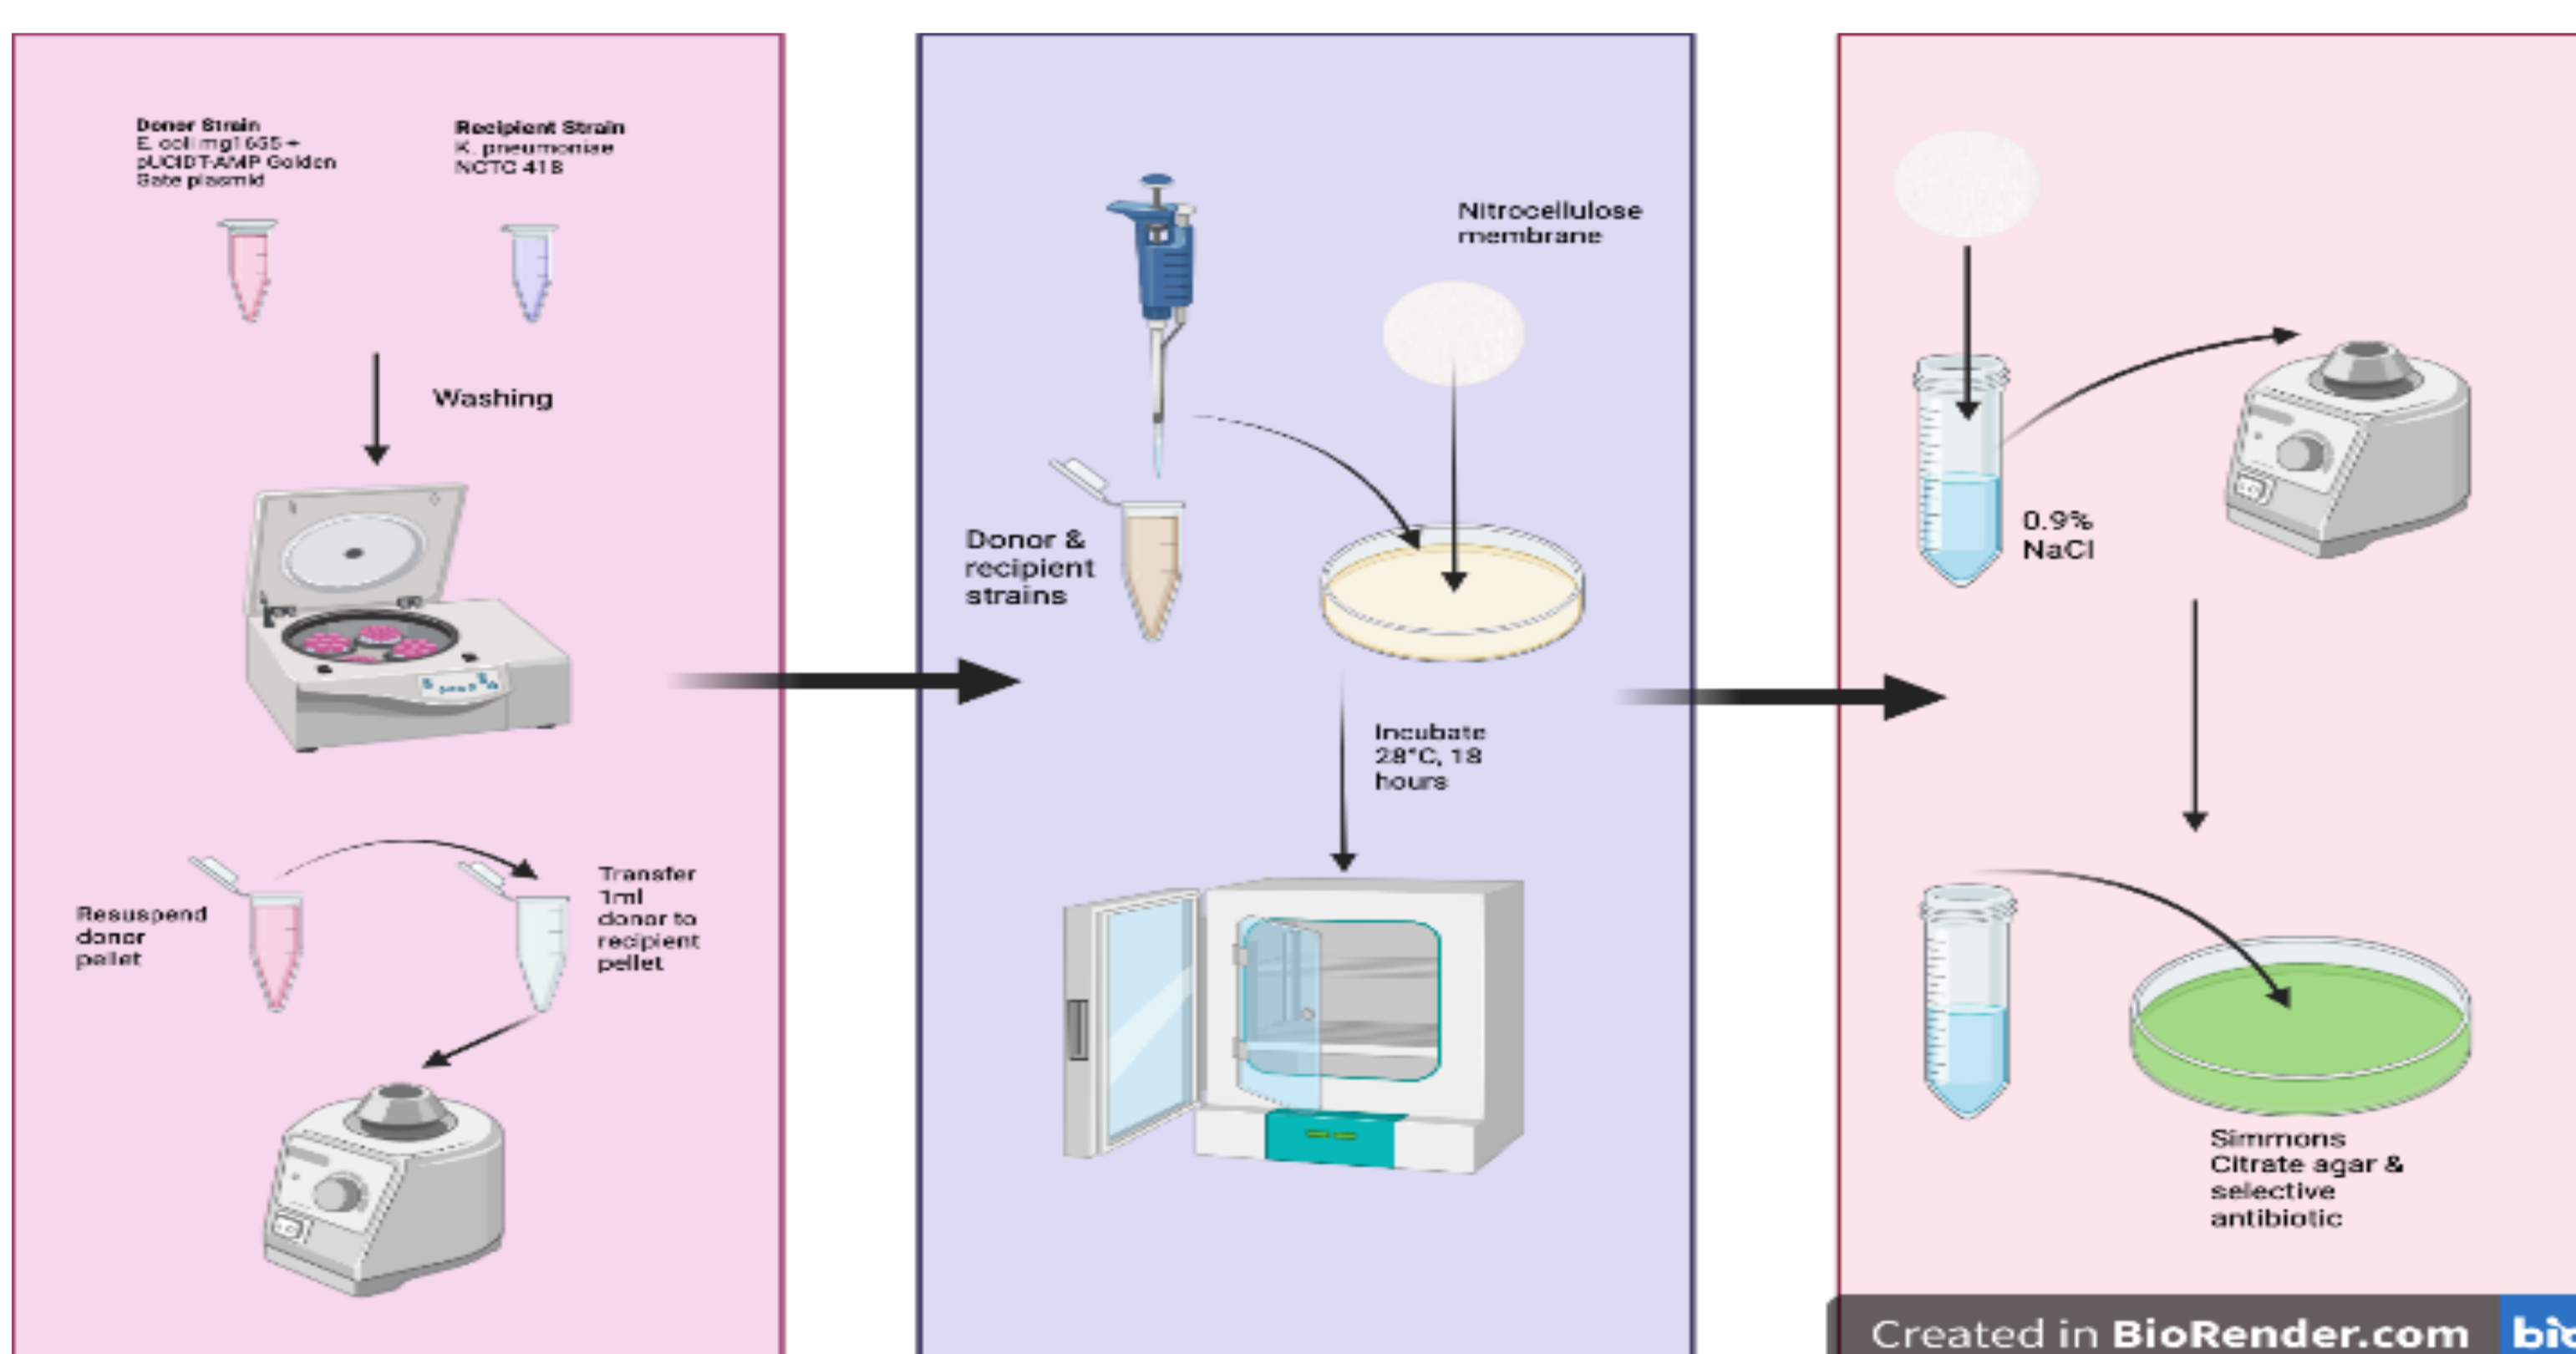 Donor Strain
E. coli mg1655 +
pUCIDT-AMP Golden
Gate plasmid
Recipient Strain
K. pneumoniae
NCTC 418
Washing
Resuspend
donor
pellet
Transfer
1ml
donor to
recipient
pellet
Nitrocellulose
membrane
Donor &
recipient
strains
Incubate
28°C, 18
hours
0.9%
NaCl
Simmons
Citrate agar &
selective
antibiotic
Created in BioRender.com